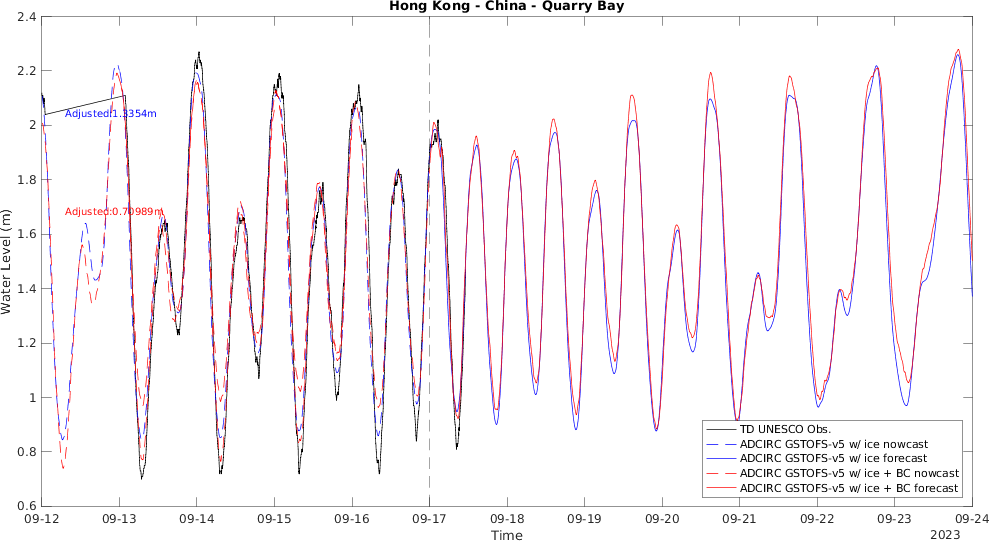 Hong Kong - China - Quarry Bay
Water Level (m)
2.4
2.2
2
1.8
1.6
1.4
1.2
1
0.8
0.6
Adjusted:1.3354m
Adjusted:0.70989m
TD UNESCO Obs.
ADCIRC GSTOFS-v5 w/ ice nowcast
ADCIRC GSTOFS-v5 w/ ice forecast
ADCIRC GSTOFS-v5 w/ ice + BC nowcast
ADCIRC GSTOFS-v5 w/ ice + BC forecast
09-12 09-13 09-14 09-15 09-16 09-17 09-18 09-19 09-20 09-21 09-22 09-23 09-24
Time
2023